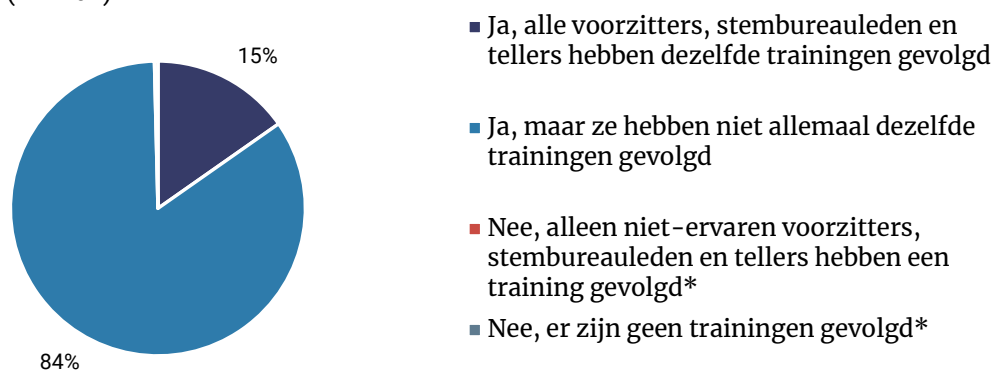 Ja, alle voorzitters, stembureauleden en
tellers hebben dezelfde trainingen gevolgd
15%
Ja, maar ze hebben niet allemaal dezelfde
trainingen gevolgd
Nee, alleen niet-ervaren voorzitters,
stembureauleden en tellers hebben een
training gevolgd*
Nee, er zijn geen trainingen gevolgd*
84%